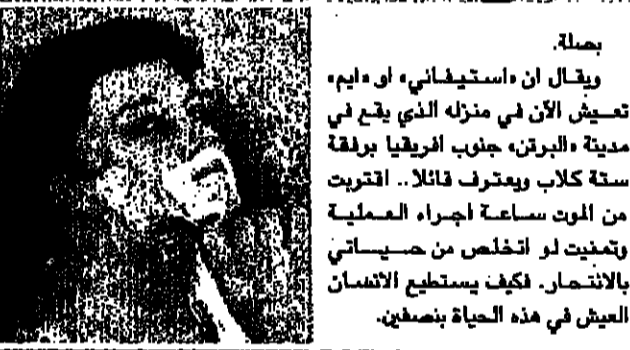 بصلة.
ويقال ان «استيفاني» او «ايم»
تعيش الآن في منزله الذي يقع في
مدينة «البرتن» جنوب افريقيا برفقة
ستة كلاب ويعترف قائلا.. اقتربت
من الموت ساعة اجراء العملية
وتمنيت لو اتخلص من حياتي
بالانتحار. فكيف يستطيع الانسان
العيش في هذه الحياة بنصفين.